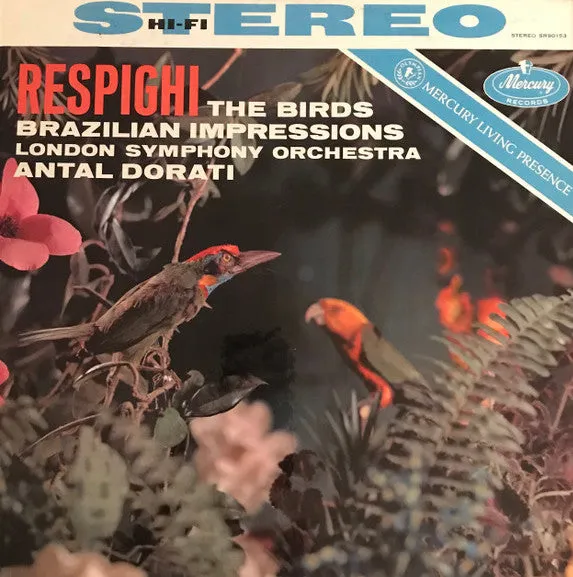 STEREO
HI-FI
STEREO SR90153
RESPIGHI THE BIRDS
BRAZILIAN IMPRESSIONS
LONDON SYMPHONY ORCHESTRA
ANTAL DORATI
Mercury
RECORDS
MERCURY LIVING PRESENCE
OLYMPIAN